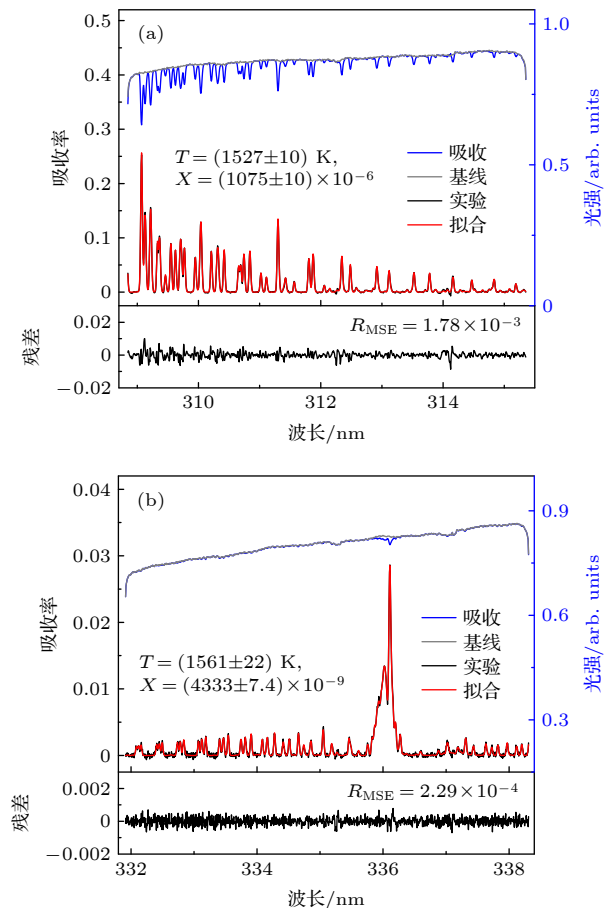 (a)
1.0
0.5
0.4
0.3
0.2
0.1
0
0.5
0
吸收率
光强/arb. units
T = (1527±10) K,
X = (1075±10)×10−6
吸收
基线
实验
拟合
0.02
0
−0.02
残差
RMSE = 1.78×10−3
310
312
314
波长/nm
(b)
0.04
0.03
0.02
0.01
0
0.9
0.6
0.3
吸收率
光强/arb. units
吸收
基线
实验
拟合
T = (1561±22) K,
X = (4333±7.4)×10−9
0.002
0
−0.002
残差
RMSE = 2.29×10−4
332
334
336
338
波长/nm